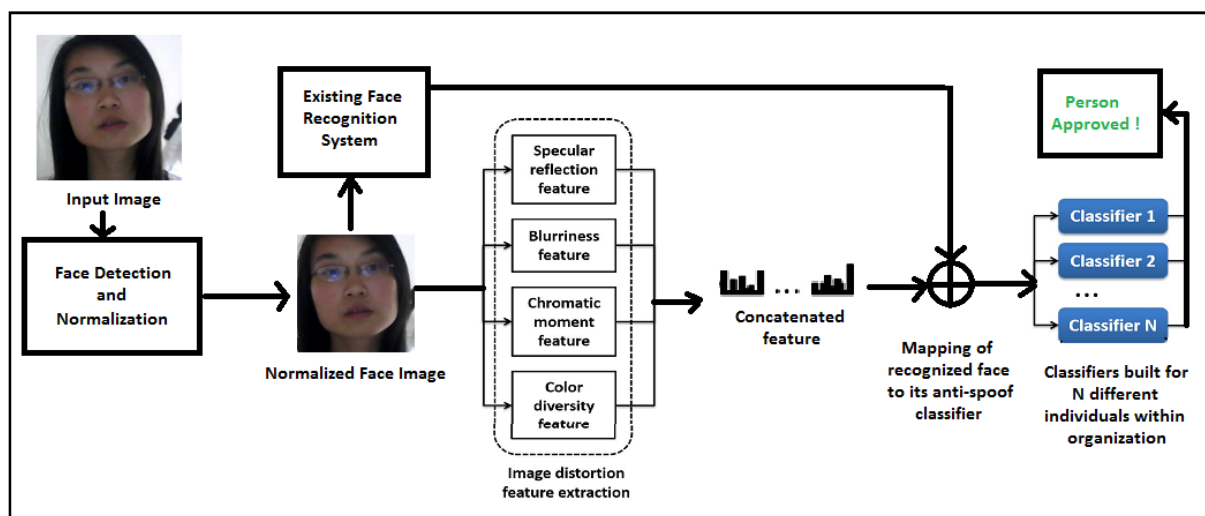 Input Image
Face Detection
and
Normalization
Normalized Face Image
Existing Face
Recognition
System
Specular
reflection
feature
Blurriness
feature
Chromatic
moment
feature
Color
diversity
feature
Image distortion
feature extraction
...
Concatenated
feature
Mapping of
recognized face
to its anti-spoof
classifier
Person
Approved !
Classifier 1
Classifier 2
...
Classifier N
Classifiers built for
N different
individuals within
organization